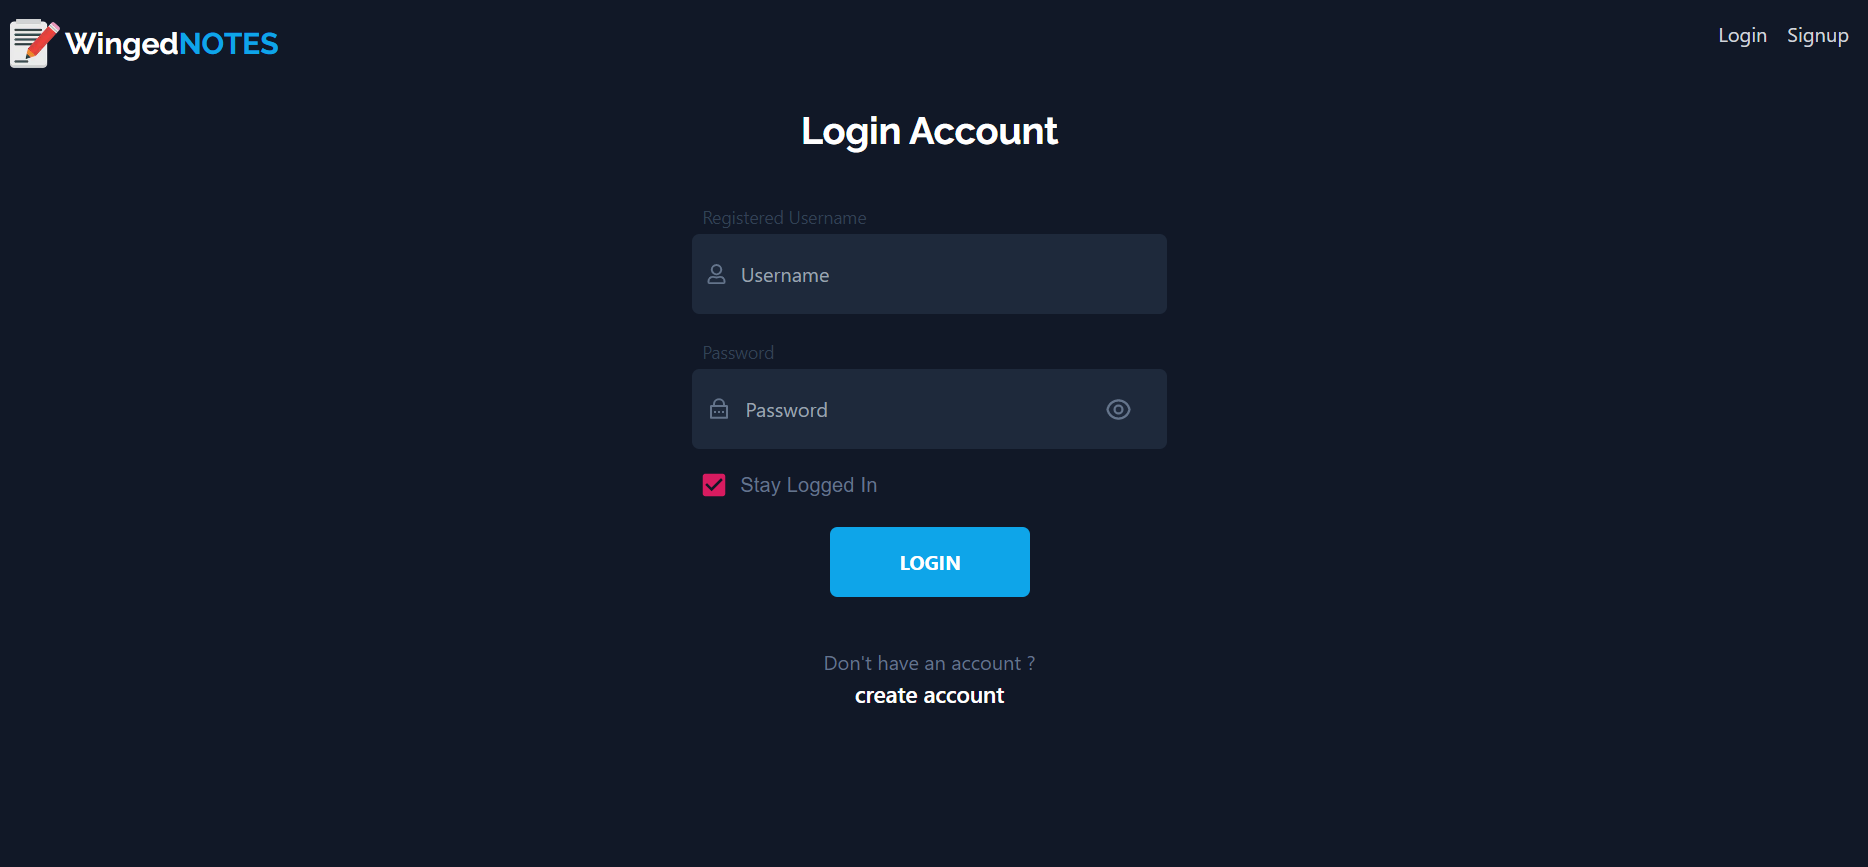 WingedNOTES
Login Signup
Login Account
Registered Username
Username
Password
Password
Stay Logged In
LOGIN
Don't have an account ?
create account